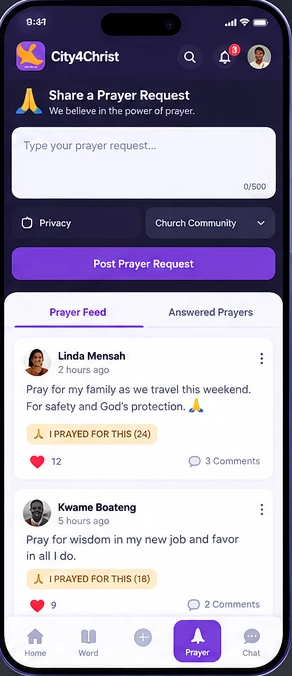 9:41
City4Christ
3
Share a Prayer Request
We believe in the power of prayer.
Type your prayer request...
0/500
Privacy
Church Community
Post Prayer Request
Prayer Feed
Answered Prayers
Linda Mensah
2 hours ago
Pray for my family as we travel this weekend.
For safety and God's protection. 🙏
🙏 I PRAYED FOR THIS (24)
12
3 Comments
Kwame Boateng
5 hours ago
Pray for wisdom in my new job and favor
in all I do.
🙏 I PRAYED FOR THIS (18)
9
2 Comments
Home
Word
Prayer
Chat